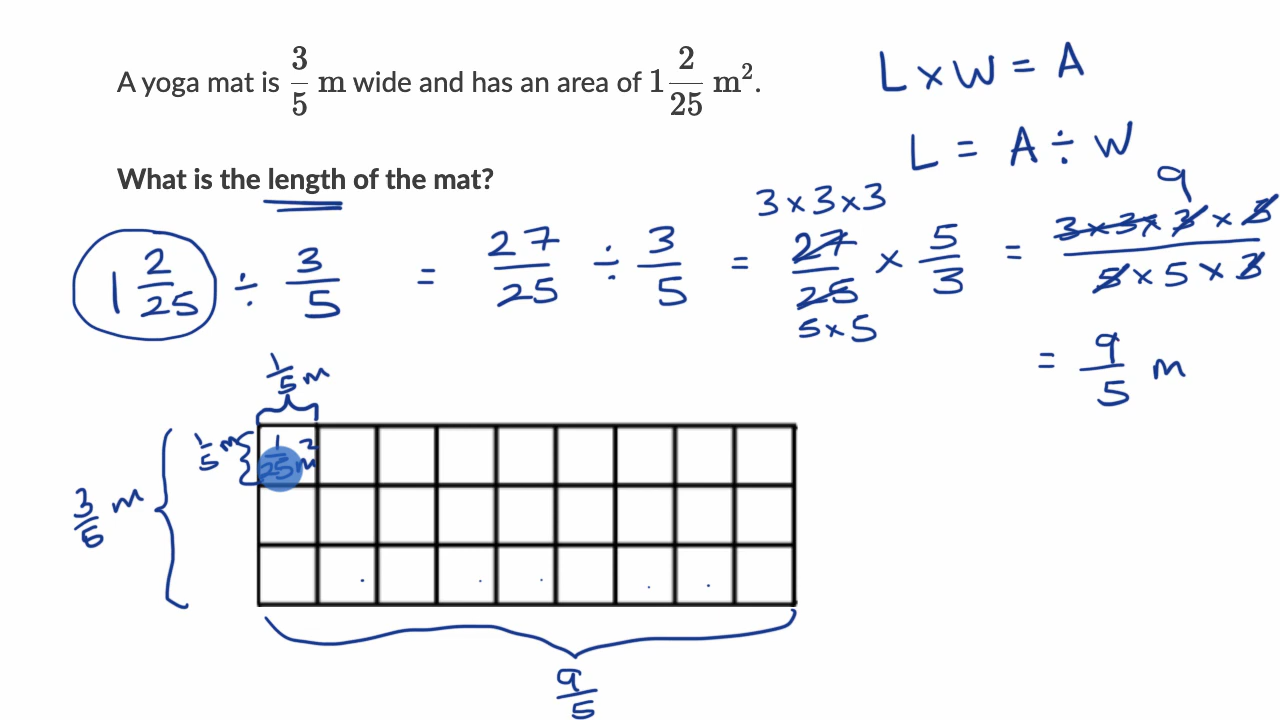 A yoga mat is 3/5 m wide and has an area of 1 2/25 m².
L × W = A
L = A ÷ W
What is the length of the mat?
1 2/25 ÷ 3/5 = 27/25 ÷ 3/5 = 27/25 × 5/3 = 3×3×3×5/5×5×3
3×3×3
5×5
9
= 9/5 m
1/5 m
1/5 m
1/25 m²
3/5 m
9/5